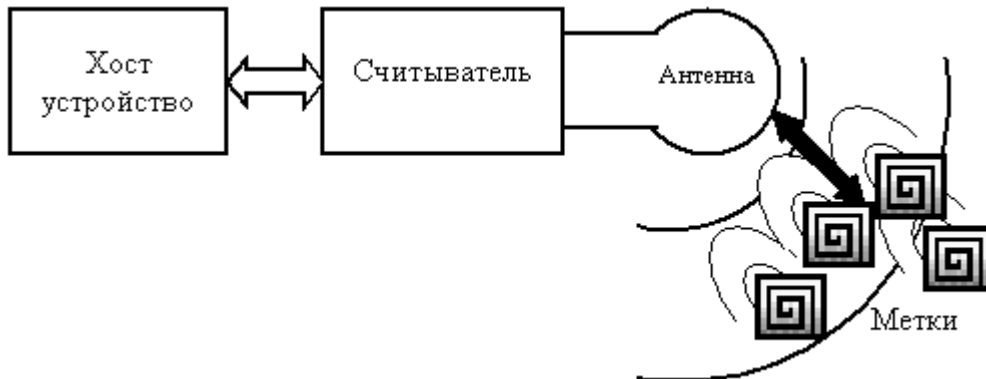 Хост
устройство
Считыватель
Антенна
Метки